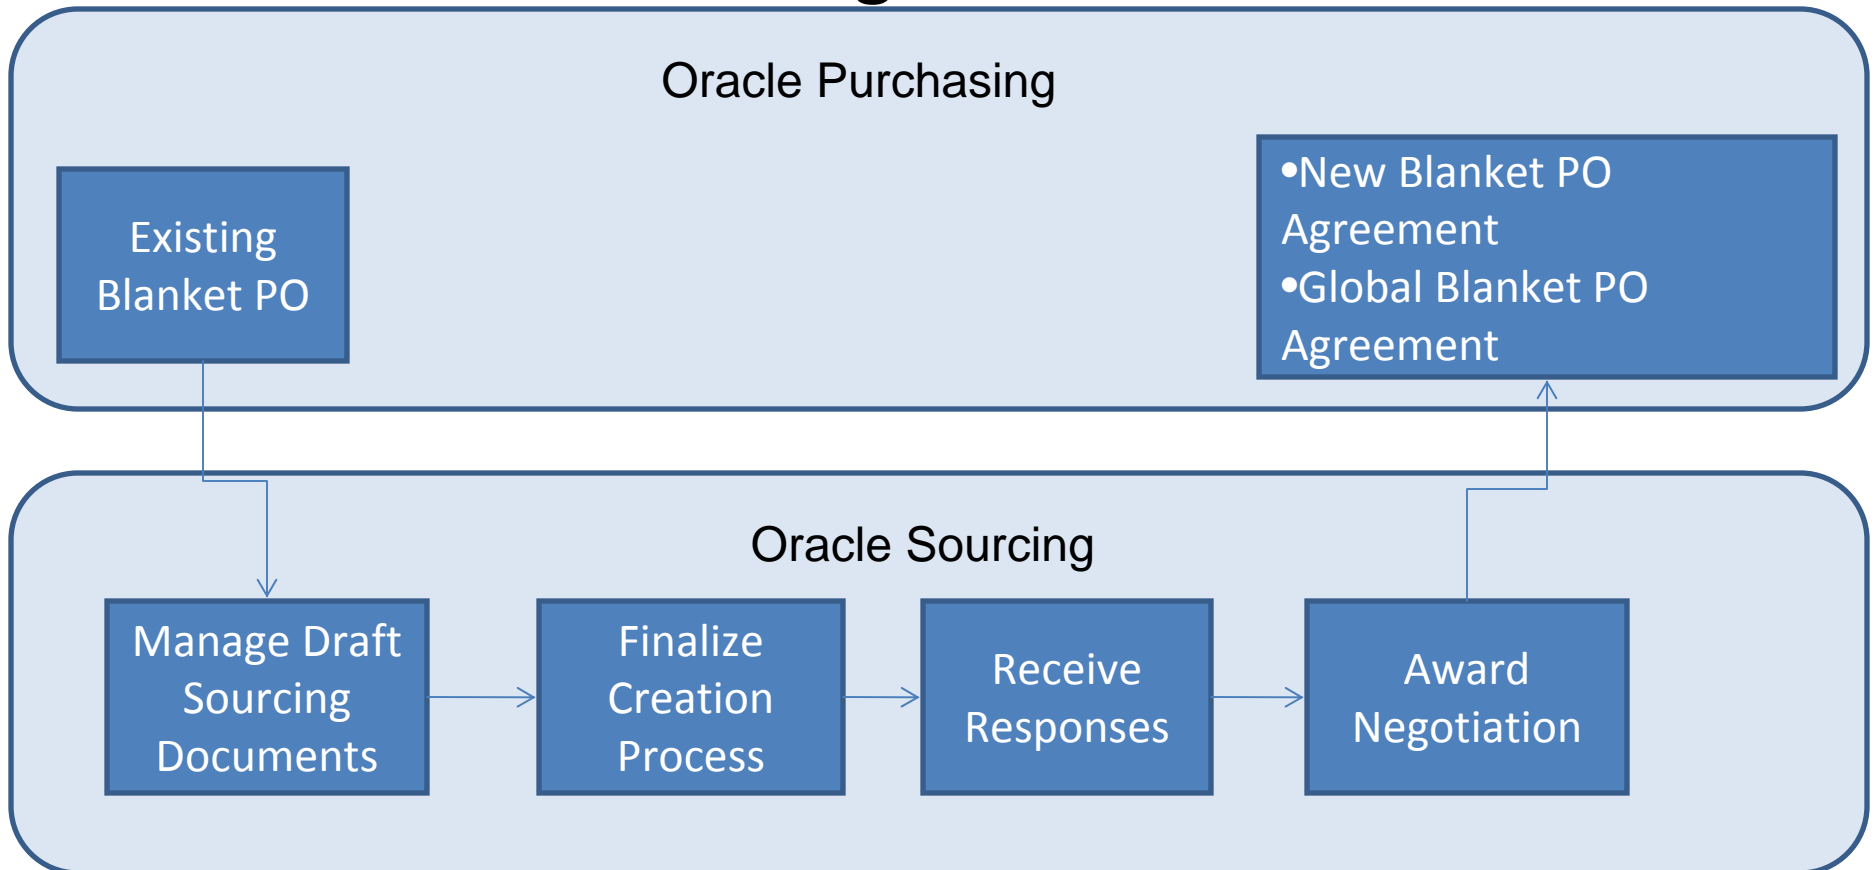 Oracle Purchasing
Existing
Blanket PO
•New Blanket PO
Agreement
•Global Blanket PO
Agreement
Oracle Sourcing
Manage Draft
Sourcing
Documents
Finalize
Creation
Process
Receive
Responses
Award
Negotiation